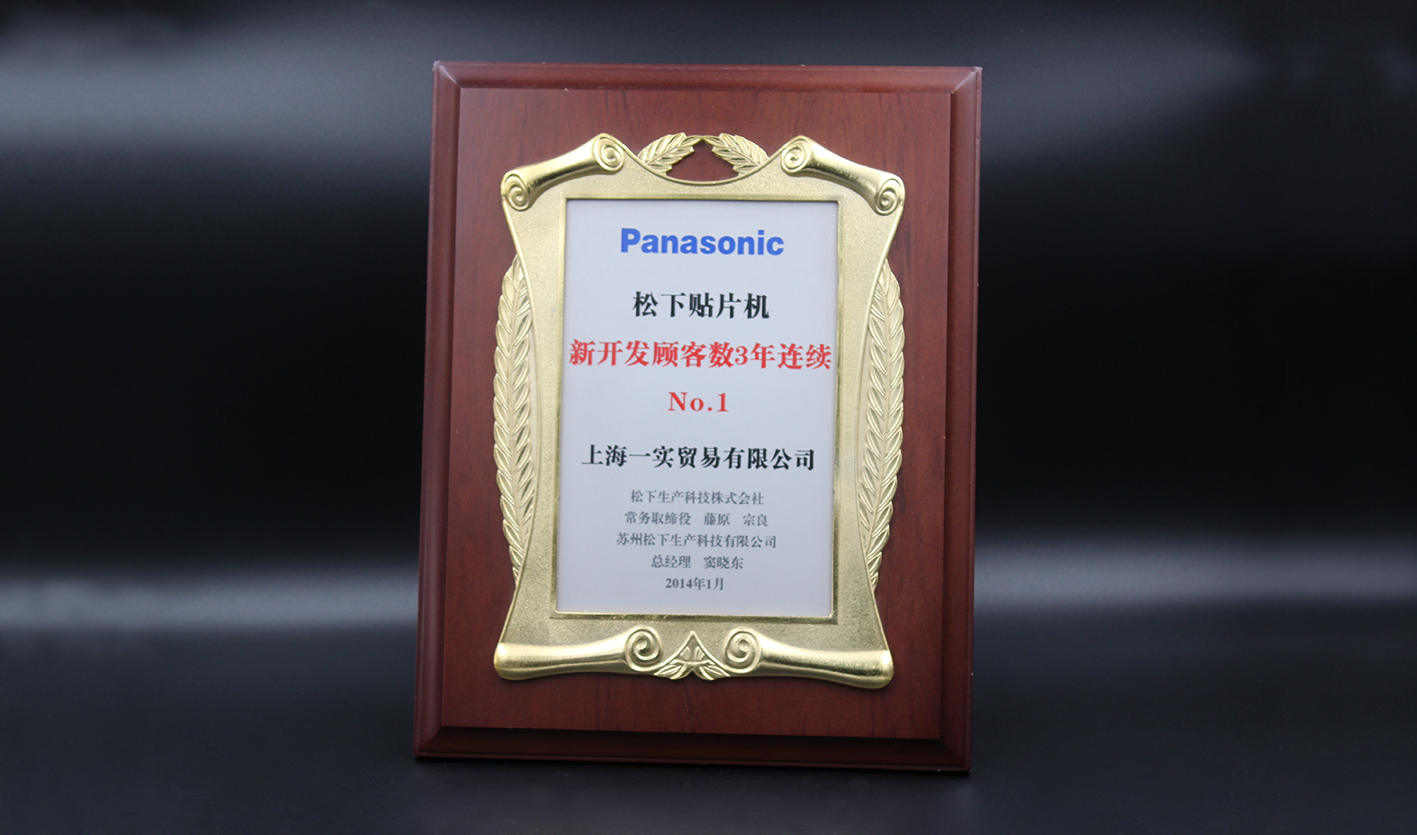 Panasonic
松下贴片机
新开发顾客数3年连续
No.1
上海一实贸易有限公司
松下生产科技株式会社
常务取缔役 藤原 宗良
苏州松下生产科技有限公司
总经理 窦晓东
2014年1月